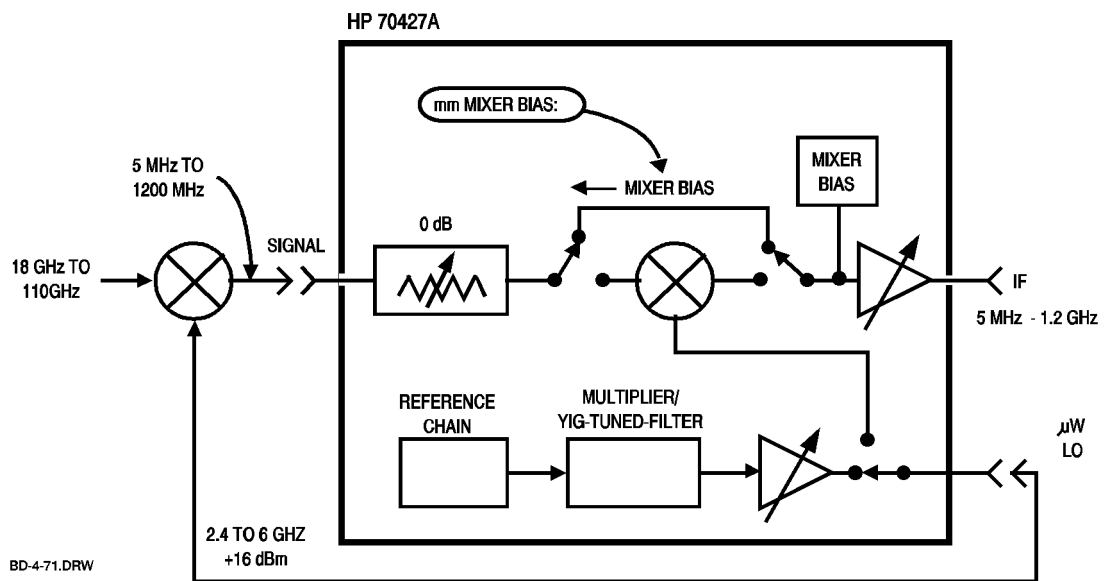 HP 70427A
mm MIXER BIAS:
5 MHz TO
1200 MHz
MIXER
BIAS
MIXER BIAS
0 dB
SIGNAL
18 GHz TO
110GHz
IF
5 MHz - 1.2 GHz
REFERENCE
CHAIN
MULTIPLIER/
YIG-TUNED-FILTER
µW
LO
2.4 TO 6 GHZ
+16 dBm
BD-4-71.DRW